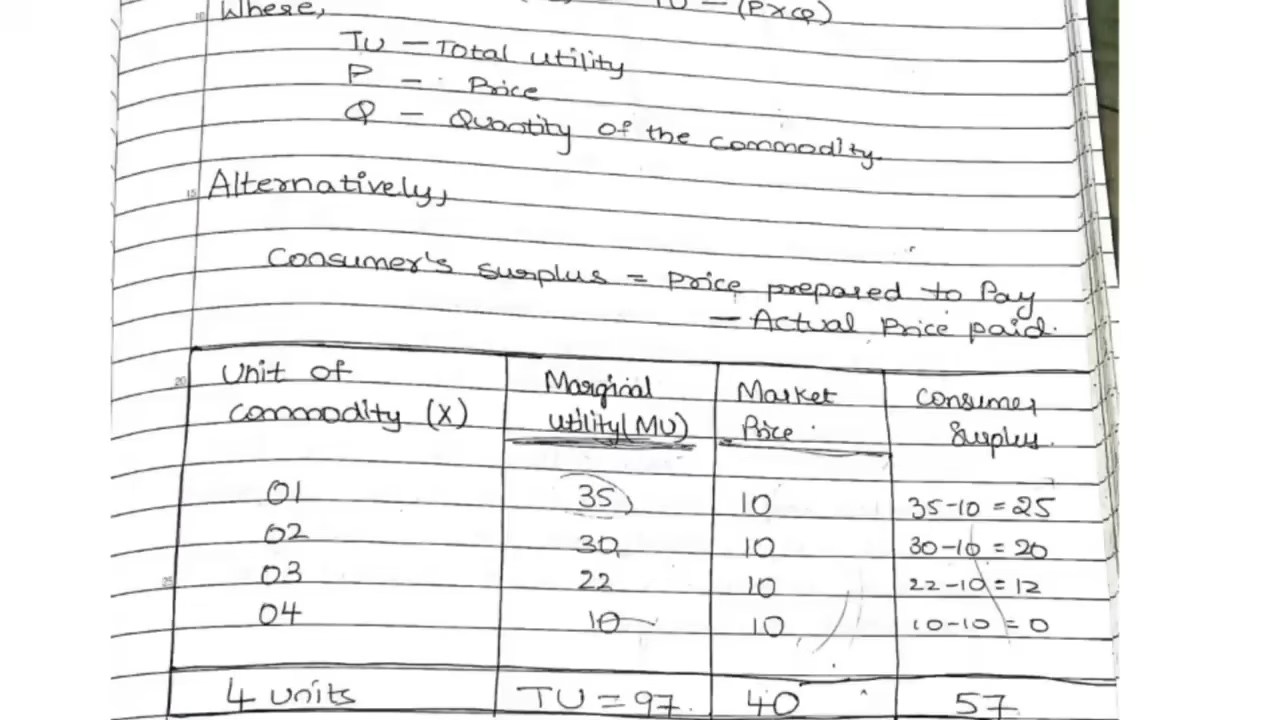 Where, TU - (PxQ)
TU - Total utility
P - Price
Q - Quantity of the commodity.
Alternatively,
Consumer's surplus = Price prepared to Pay
- Actual Price paid.
Unit of commodity (X) Marginal utility (MU) Market Price Consumer Surplus.
01 35 10 35-10 = 25
02 30 10 30-10 = 20
03 22 10 22-10 = 12
04 10 10 10-10 = 0
4 units TU = 97. 40 57